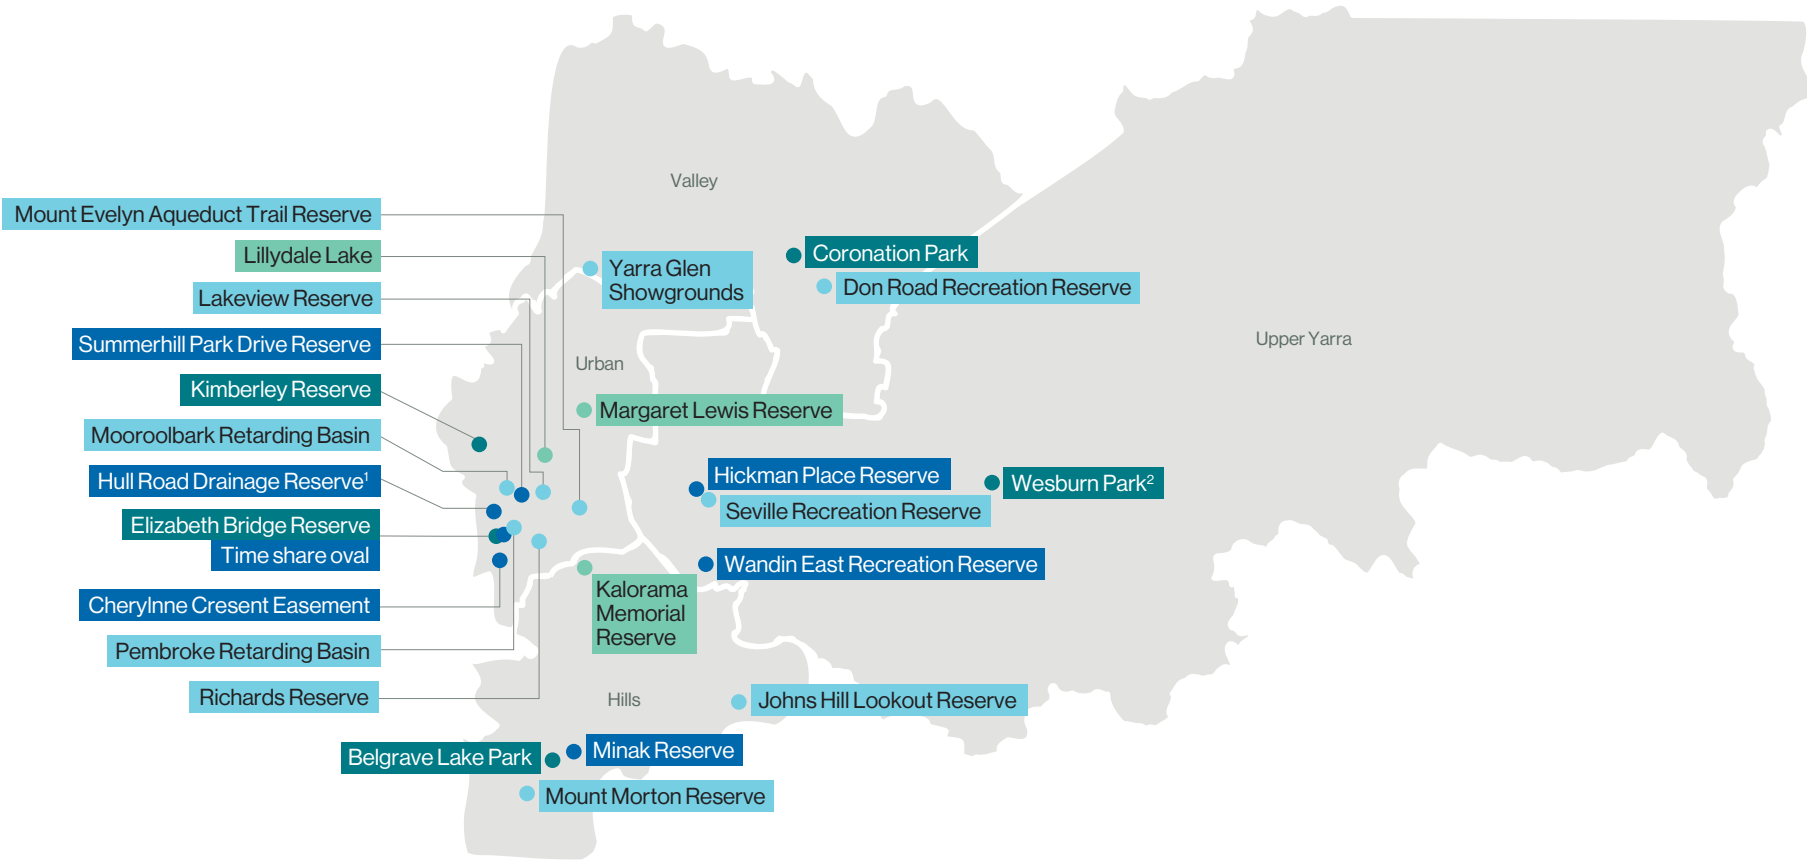 Valley
Mount Evelyn Aqueduct Trail Reserve
Lillydale Lake
Lakeview Reserve
Summerhill Park Drive Reserve
Kimberley Reserve
Mooroolbark Retarding Basin
Hull Road Drainage Reserve¹
Elizabeth Bridge Reserve
Time share oval
Cherylnne Cresent Easement
Pembroke Retarding Basin
Richards Reserve
Yarra Glen
Showgrounds
Coronation Park
Don Road Recreation Reserve
Upper Yarra
Urban
Margaret Lewis Reserve
Hickman Place Reserve
Seville Recreation Reserve
Wesburn Park²
Wandin East Recreation Reserve
Kalorama
Memorial
Reserve
Hills
Johns Hill Lookout Reserve
Belgrave Lake Park
Minak Reserve
Mount Morton Reserve